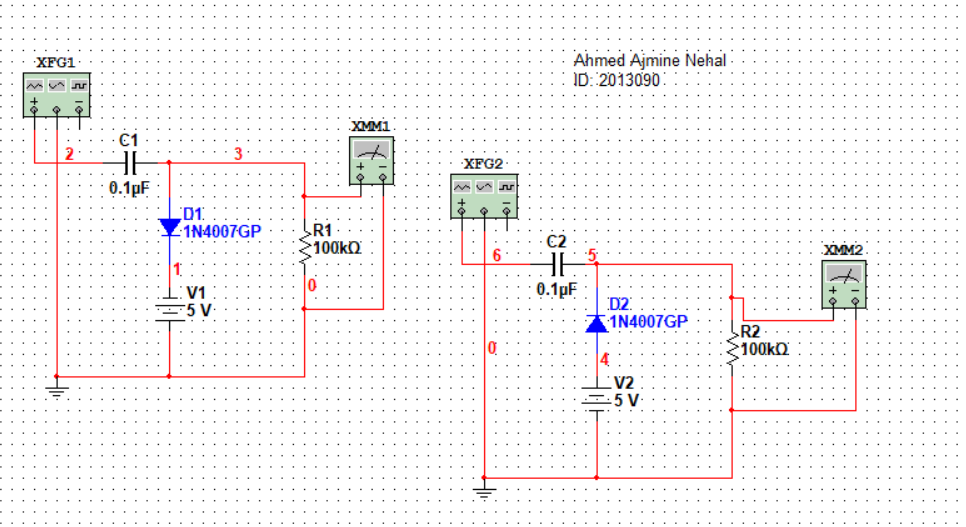 XFG1
Ahmed Ajmine Nehal
ID: 2013090
XMM1
+
−
C1
2
3
+
−
0.1µF
XFG2
D1
1N4007GP
+
−
R1
100kΩ
C2
6
5
XMM2
1
0
0.1µF
+
−
V1
5 V
D2
1N4007GP
R2
100kΩ
0
4
V2
5 V